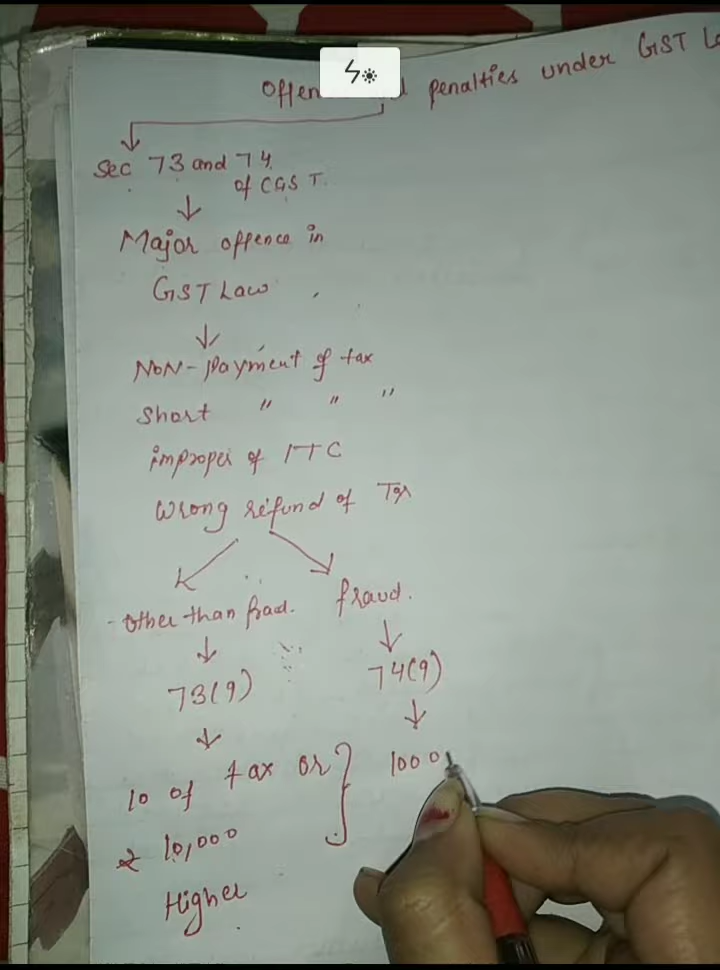 penalties under GST L
Sec 73 and 74
of CGST.
Major offence in
GST Law
Non-payment of tax
Short " " "
improper of ITC
Wrong refund of Tax
- other than fraud.
fraud.
73(9)
74(9)
10 of tax or
₹ 10,000
Higher
100